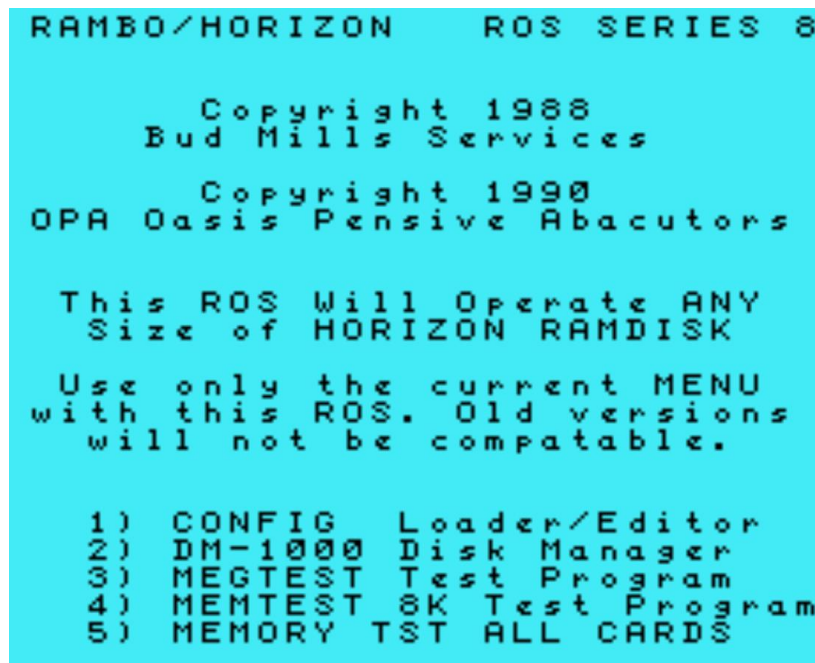 RAMBO/HORIZON ROS SERIES 8
Copyright 1988
Bud Mills Services
Copyright 1990
OPA Oasis Pensive Abacutors
This ROS Will Operate ANY
Size of HORIZON RAMDISK
Use only the current MENU
with this ROS. Old versions
will not be compatable.
1) CONFIG Loader/Editor
2) DM-1000 Disk Manager
3) MEGTEST Test Program
4) MEMTEST 8K Test Program
5) MEMORY TST ALL CARDS